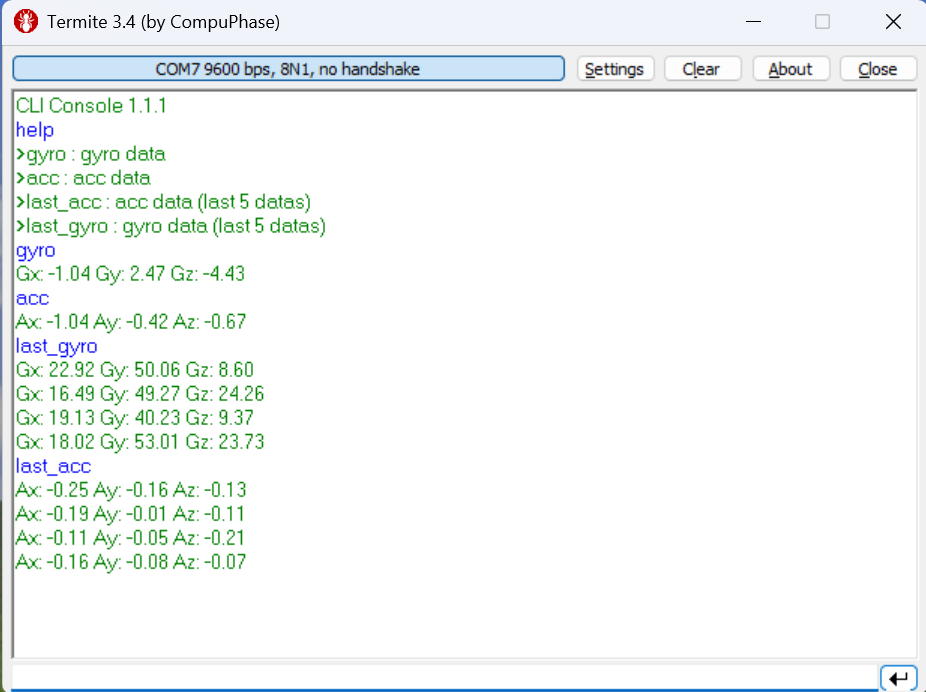 Termite 3.4 (by CompuPhase)
COM7 9600 bps, 8N1, no handshake Settings Clear About Close
CLI Console 1.1.1
help
>gyro : gyro data
>acc : acc data
>last_acc : acc data (last 5 datas)
>last_gyro : gyro data (last 5 datas)
gyro
Gx: -1.04 Gy: 2.47 Gz: -4.43
acc
Ax: -1.04 Ay: -0.42 Az: -0.67
last_gyro
Gx: 22.92 Gy: 50.06 Gz: 8.60
Gx: 16.49 Gy: 49.27 Gz: 24.26
Gx: 19.13 Gy: 40.23 Gz: 9.37
Gx: 18.02 Gy: 53.01 Gz: 23.73
last_acc
Ax: -0.25 Ay: -0.16 Az: -0.13
Ax: -0.19 Ay: -0.01 Az: -0.11
Ax: -0.11 Ay: -0.05 Az: -0.21
Ax: -0.16 Ay: -0.08 Az: -0.07